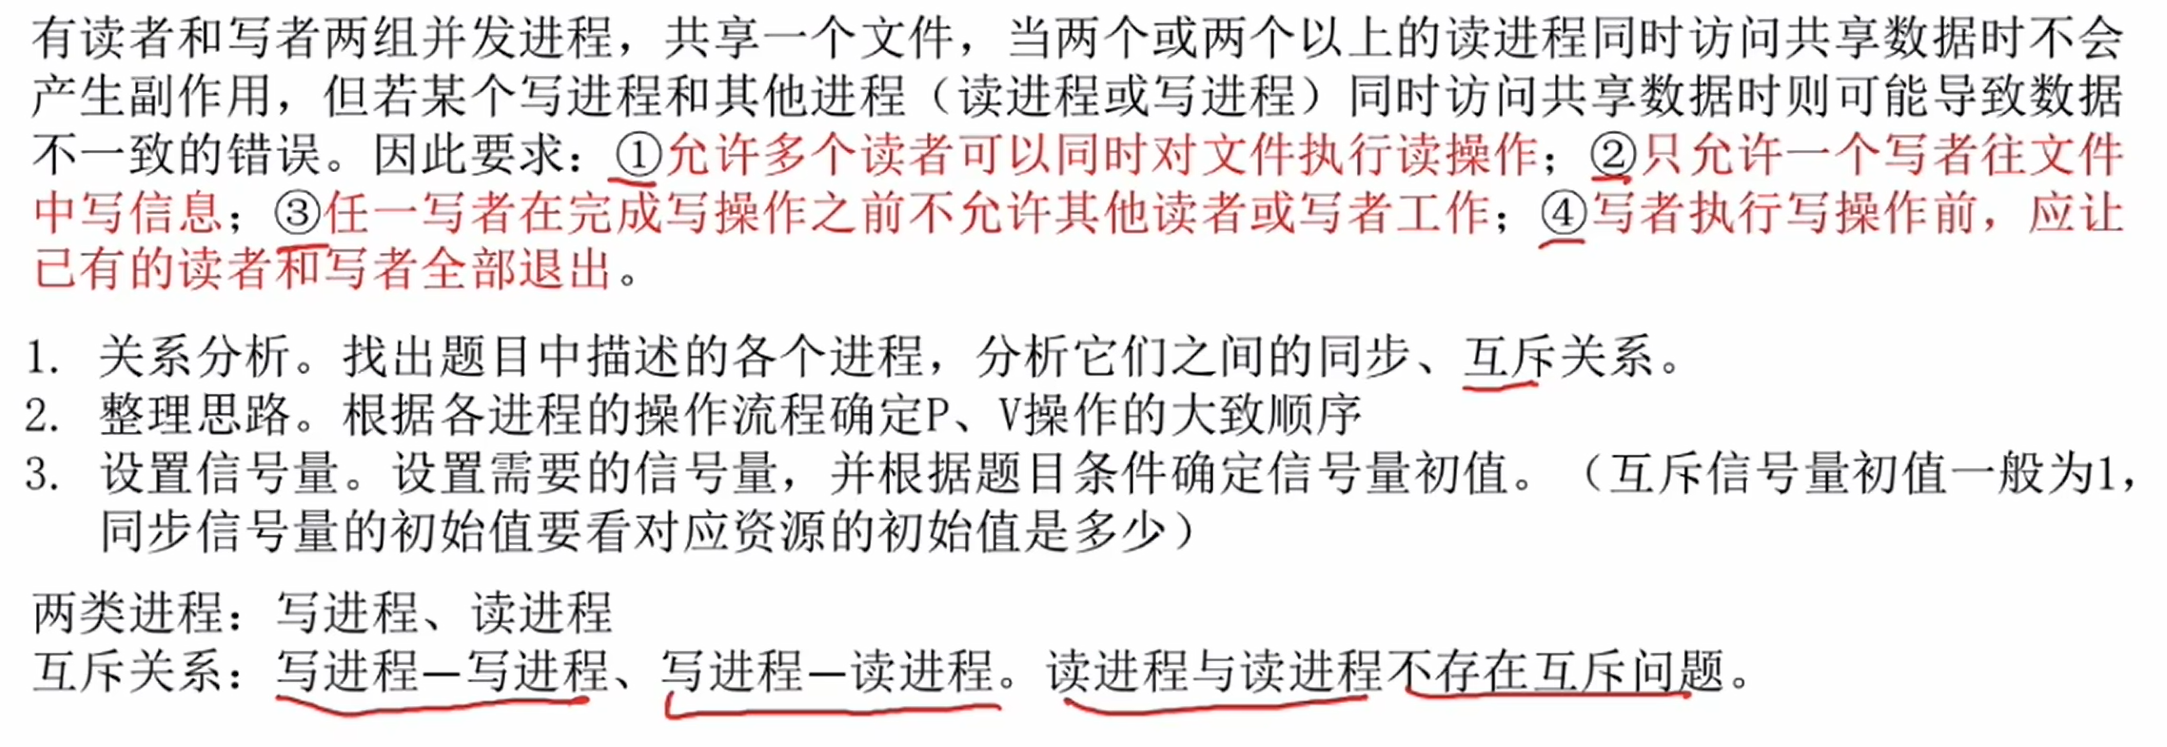 有读者和写者两组并发进程，共享一个文件，当两个或两个以上的读进程同时访问共享数据时不会
产生副作用，但若某个写进程和其他进程（读进程或写进程）同时访问共享数据时则可能导致数据
不一致的错误。因此要求：①允许多个读者可以同时对文件执行读操作；②只允许一个写者往文件
中写信息；③任一写者在完成写操作之前不允许其他读者或写者工作；④写者执行写操作前，应让
已有的读者和写者全部退出。
1. 关系分析。找出题目中描述的各个进程，分析它们之间的同步、互斥关系。
2. 整理思路。根据各进程的操作流程确定P、V操作的大致顺序
3. 设置信号量。设置需要的信号量，并根据题目条件确定信号量初值。（互斥信号量初值一般为1，
同步信号量的初始值要看对应资源的初始值是多少）
两类进程：写进程、读进程
互斥关系：写进程—写进程、写进程—读进程。读进程与读进程不存在互斥问题。